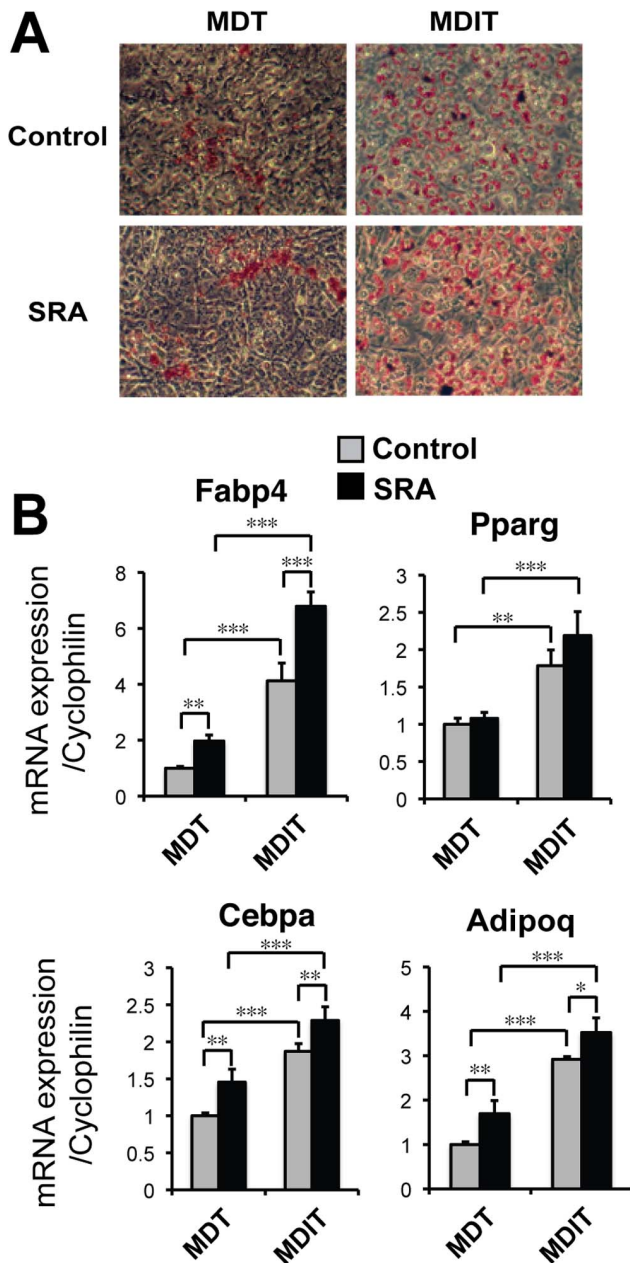 A
MDT
MDIT
Control
SRA
Control
SRA
B
Fabp4
Pparg
mRNA expression
/Cyclophilin
8
6
4
2
0
***
***
***
**
MDT
MDIT
3
2.5
2
1.5
1
0.5
0
***
**
MDT
MDIT
Cebpa
Adipoq
mRNA expression
/Cyclophilin
3
2.5
2
1.5
1
0.5
0
***
**
***
**
MDT
MDIT
5
4
3
2
1
0
***
*
***
**
MDT
MDIT